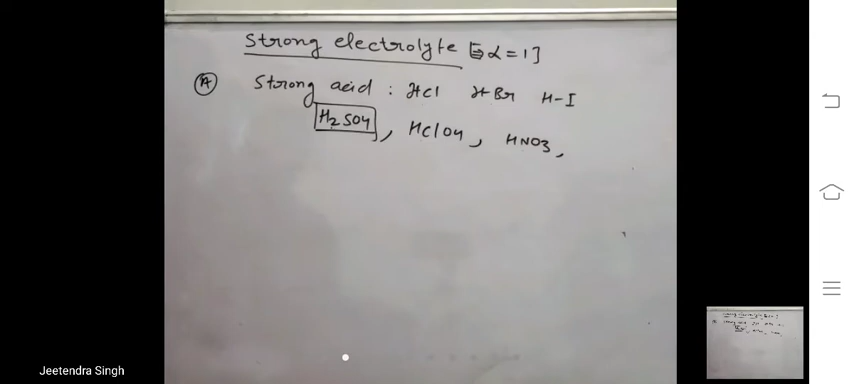 Strong electrolyte [⇒ α = 1]
(A) Strong acid : HCl HBr H-I
H2SO4, HClO4, HNO3,
Jeetendra Singh